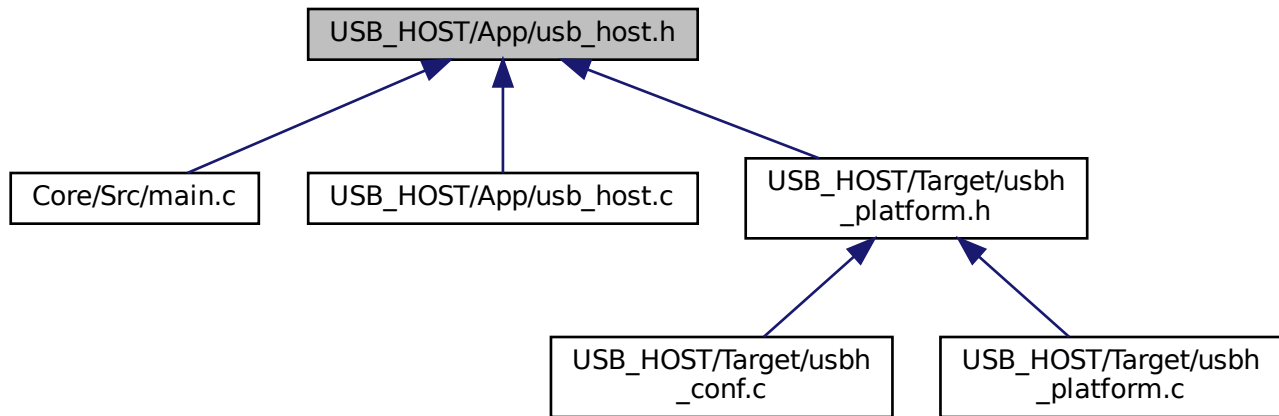 USB_HOST/App/usb_host.h
Core/Src/main.c
USB_HOST/App/usb_host.c
USB_HOST/Target/usbh
_platform.h
USB_HOST/Target/usbh
_conf.c
USB_HOST/Target/usbh
_platform.c